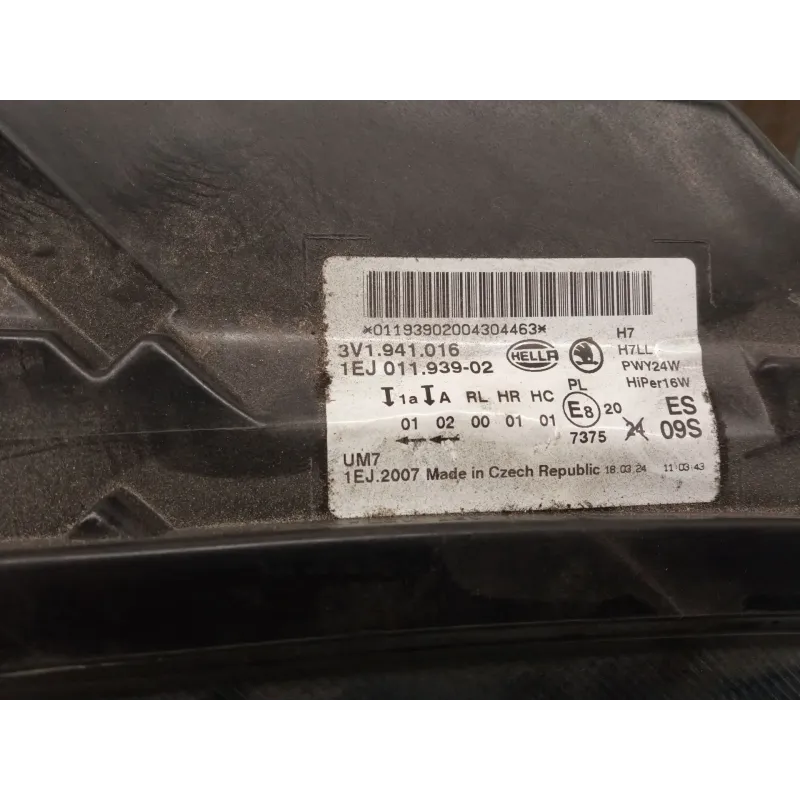 *011939020043044463*
3V1.941.016
1EJ 011.939-02
HELLA
H7
H7LL
PWY24W
HiPer16W
1a A RL HR HC PL
01 02 00 01 01
E8 20
7375
ES
09S
UM7
1EJ.2007 Made in Czech Republic 18.03.24 11:03:43